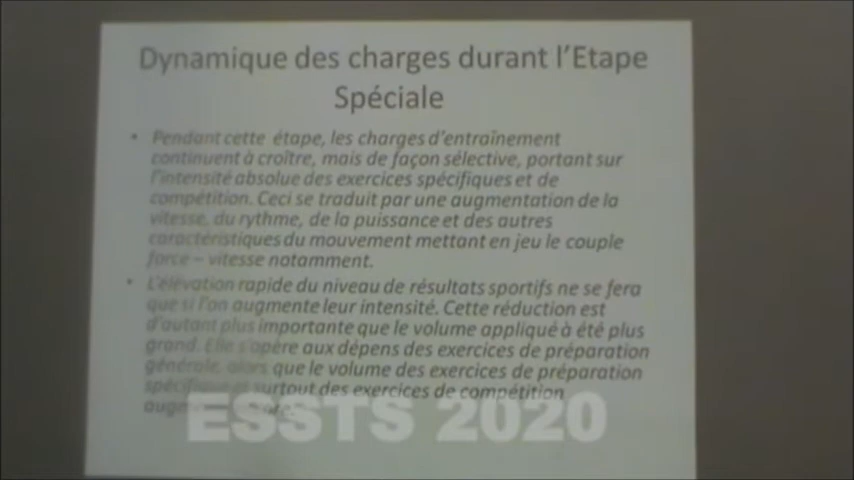 Dynamique des charges durant l'Etape
Spéciale
• Pendant cette étape, les charges d'entraînement
continuent à croître, mais de façon sélective, portant sur
l'intensité absolue des exercices spécifiques et de
compétition. Ceci se traduit par une augmentation de la
vitesse, du rythme, de la puissance et des autres
caractéristiques du mouvement mettant en jeu le couple
force – vitesse notamment.
• L'élévation rapide du niveau de résultats sportifs ne se fera
que si l'on augmente leur intensité. Cette réduction est
d'autant plus importante que le volume appliqué à été plus
grand. Elle s'opère aux dépens des exercices de préparation
générale, alors que le volume des exercices de préparation
spécifique et surtout des exercices de compétition
ESSTS 2020